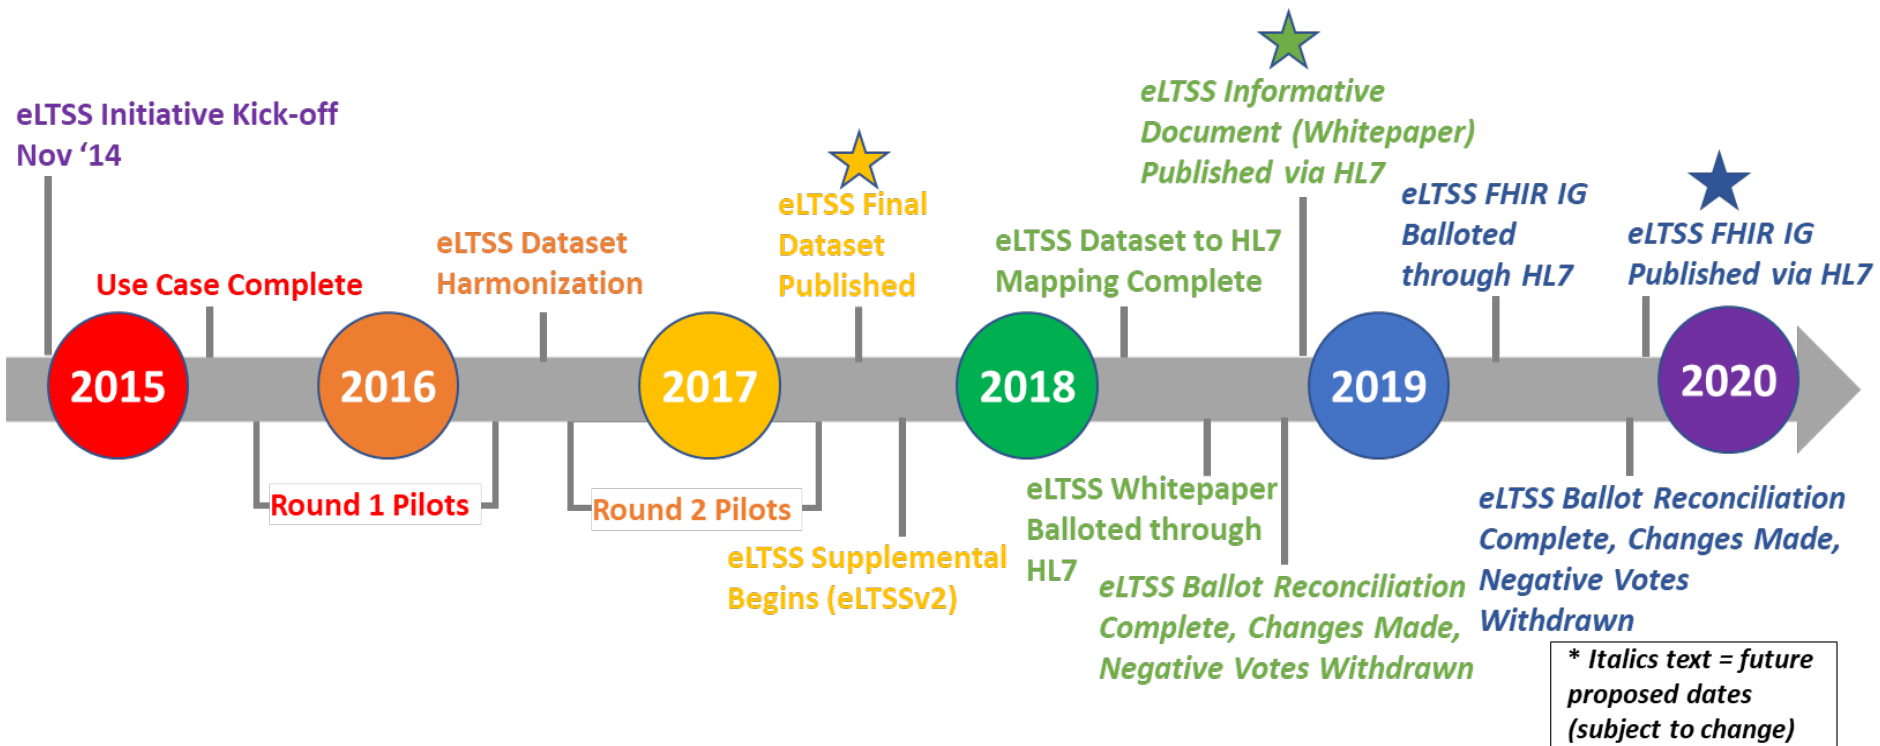 eLTSS Initiative Kick-off
Nov ‘14
Use Case Complete
eLTSS Dataset
Harmonization
eLTSS Final
Dataset
Published
eLTSS Dataset to HL7
Mapping Complete
eLTSS Informative
Document (Whitepaper)
Published via HL7
eLTSS FHIR IG
Balloted
through HL7
eLTSS FHIR IG
Published via HL7
2015
2016
2017
2018
2019
2020
Round 1 Pilots
Round 2 Pilots
eLTSS Supplemental
Begins (eLTSSv2)
eLTSS Whitepaper
Balloted through
HL7
eLTSS Ballot Reconciliation
Complete, Changes Made,
Negative Votes Withdrawn
eLTSS Ballot Reconciliation
Complete, Changes Made,
Negative Votes
Withdrawn
* Italics text = future
proposed dates
(subject to change)